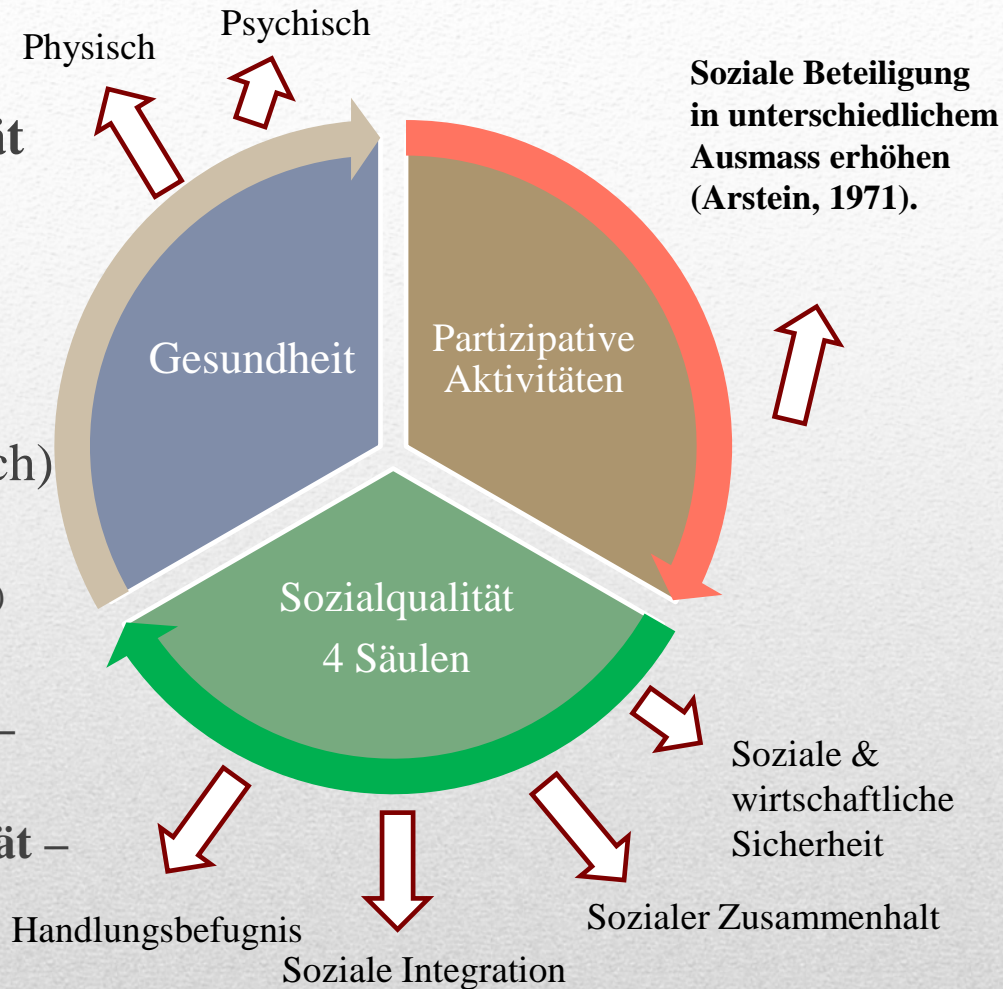 Physisch
Psychisch
Soziale Beteiligung
in unterschiedlichem
Ausmass erhöhen
(Arstein, 1971).
ät
Gesundheit
Partizipative
Aktivitäten
ch)
)
Sozialqualität
4 Säulen
–
ät –
Soziale &
wirtschaftliche
Sicherheit
Sozialer Zusammenhalt
Handlungsbefugnis
Soziale Integration